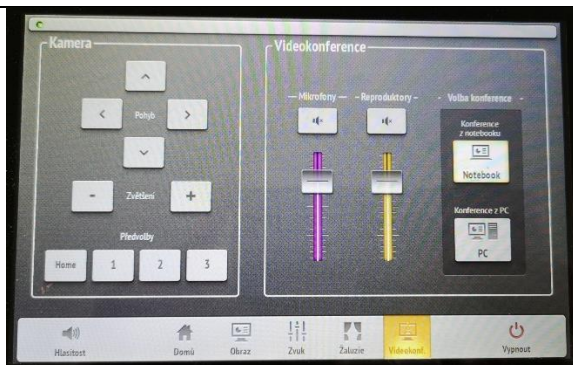 Kamera
Pohyb
Zvětšení
-
+
Předvolby
Home
1
2
3
Videokonference
Mikrofony
Reproduktory
Volba konference
Konference
z notebooku
Notebook
Konference z PC
PC
Hlasitost
Domů
Obraz
Zvuk
Žaluzie
Videokonf.
Vypnout